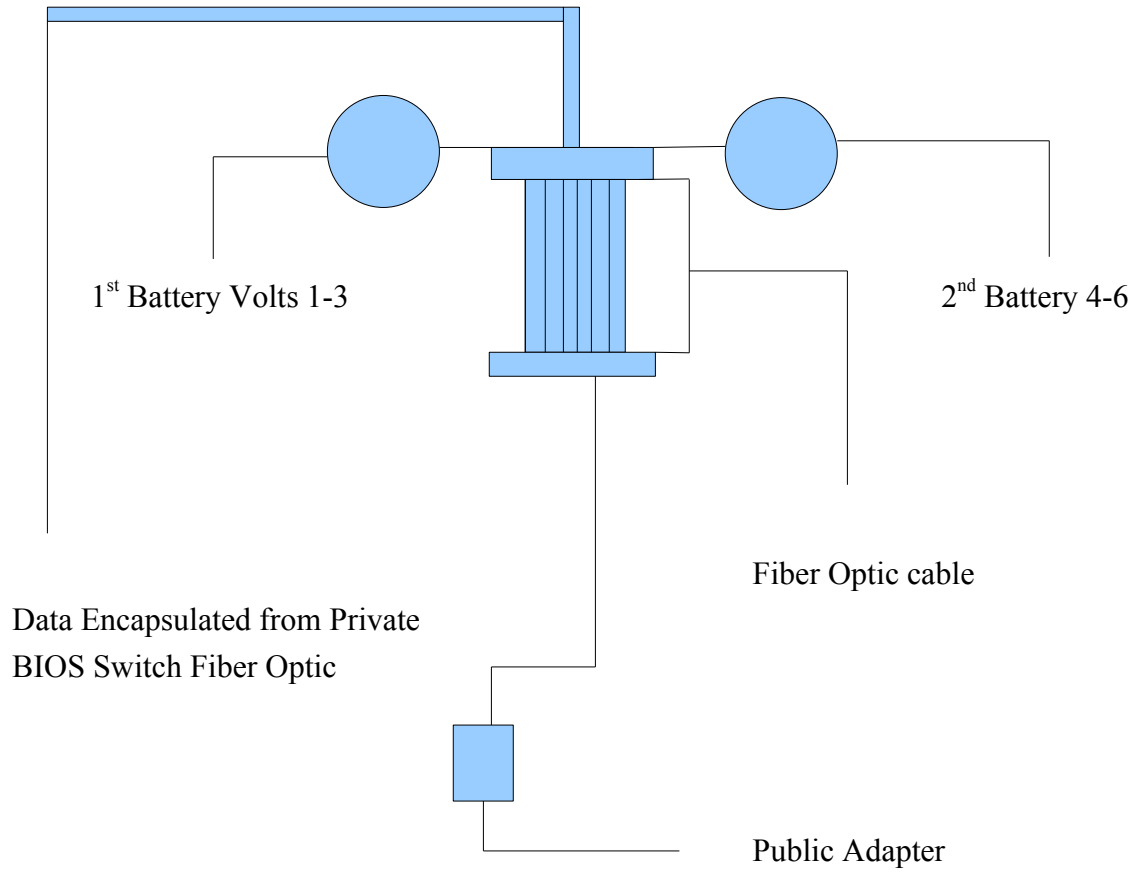 1st Battery Volts 1-3
2nd Battery 4-6
Fiber Optic cable
Data Encapsulated from Private
BIOS Switch Fiber Optic
Public Adapter